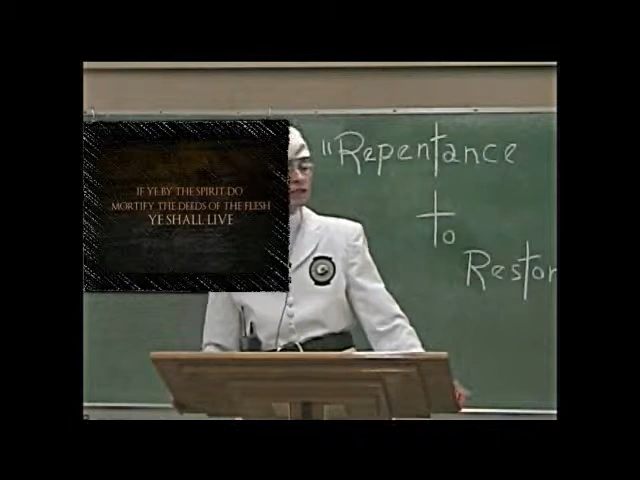 IF YE BY THE SPIRIT DO
MORTIFY THE DEEDS OF THE FLESH
YE SHALL LIVE
"Repentance
to
Restor